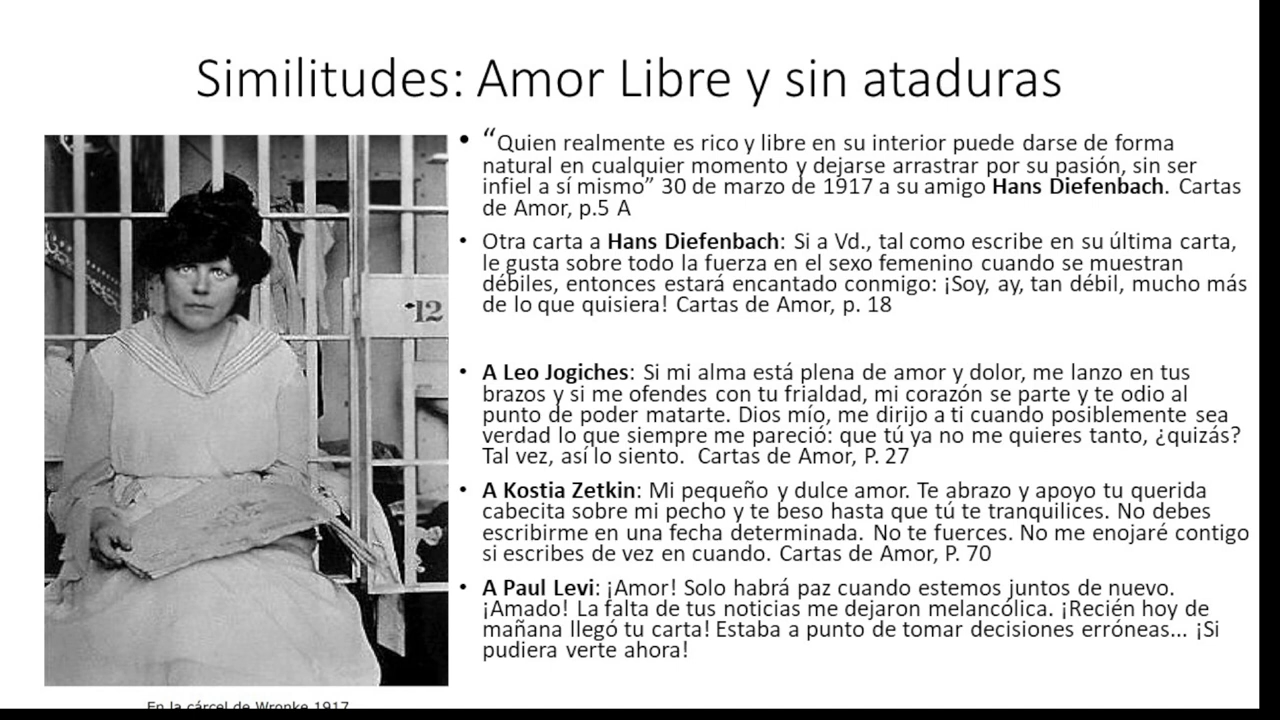 Similitudes: Amor Libre y sin ataduras
12
• “Quien realmente es rico y libre en su interior puede darse de forma
natural en cualquier momento y dejarse arrastrar por su pasión, sin ser
infiel a sí mismo” 30 de marzo de 1917 a su amigo Hans Diefenbach. Cartas
de Amor, p.5 A
• Otra carta a Hans Diefenbach: Si a Vd., tal como escribe en su última carta,
le gusta sobre todo la fuerza en el sexo femenino cuando se muestran
débiles, entonces estará encantado conmigo: ¡Soy, ay, tan débil, mucho más
de lo que quisiera! Cartas de Amor, p. 18
• A Leo Jogiches: Si mi alma está plena de amor y dolor, me lanzo en tus
brazos y si me ofendes con tu frialdad, mi corazón se parte y te odio al
punto de poder matarte. Dios mío, me dirijo a ti cuando posiblemente sea
verdad lo que siempre me pareció: que tú ya no me quieres tanto, ¿quizás?
Tal vez, así lo siento. Cartas de Amor, P. 27
• A Kostia Zetkin: Mi pequeño y dulce amor. Te abrazo y apoyo tu querida
cabecita sobre mi pecho y te beso hasta que tú te tranquilices. No debes
escribirme en una fecha determinada. No te fuerces. No me enojaré contigo
si escribes de vez en cuando. Cartas de Amor, P. 70
• A Paul Levi: ¡Amor! Solo habrá paz cuando estemos juntos de nuevo.
¡Amado! La falta de tus noticias me dejaron melancólica. ¡Recién hoy de
mañana llegó tu carta! Estaba a punto de tomar decisiones erróneas... ¡Si
pudiera verte ahora!
En la cárcel de Wronke 1917